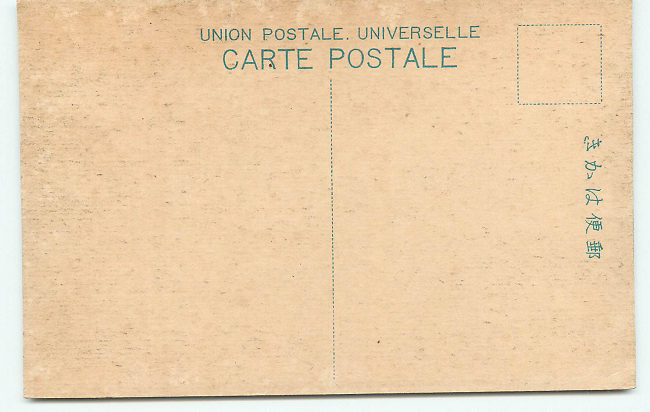 UNION POSTALE. UNIVERSELLE
CARTE POSTALE
郵便はかき